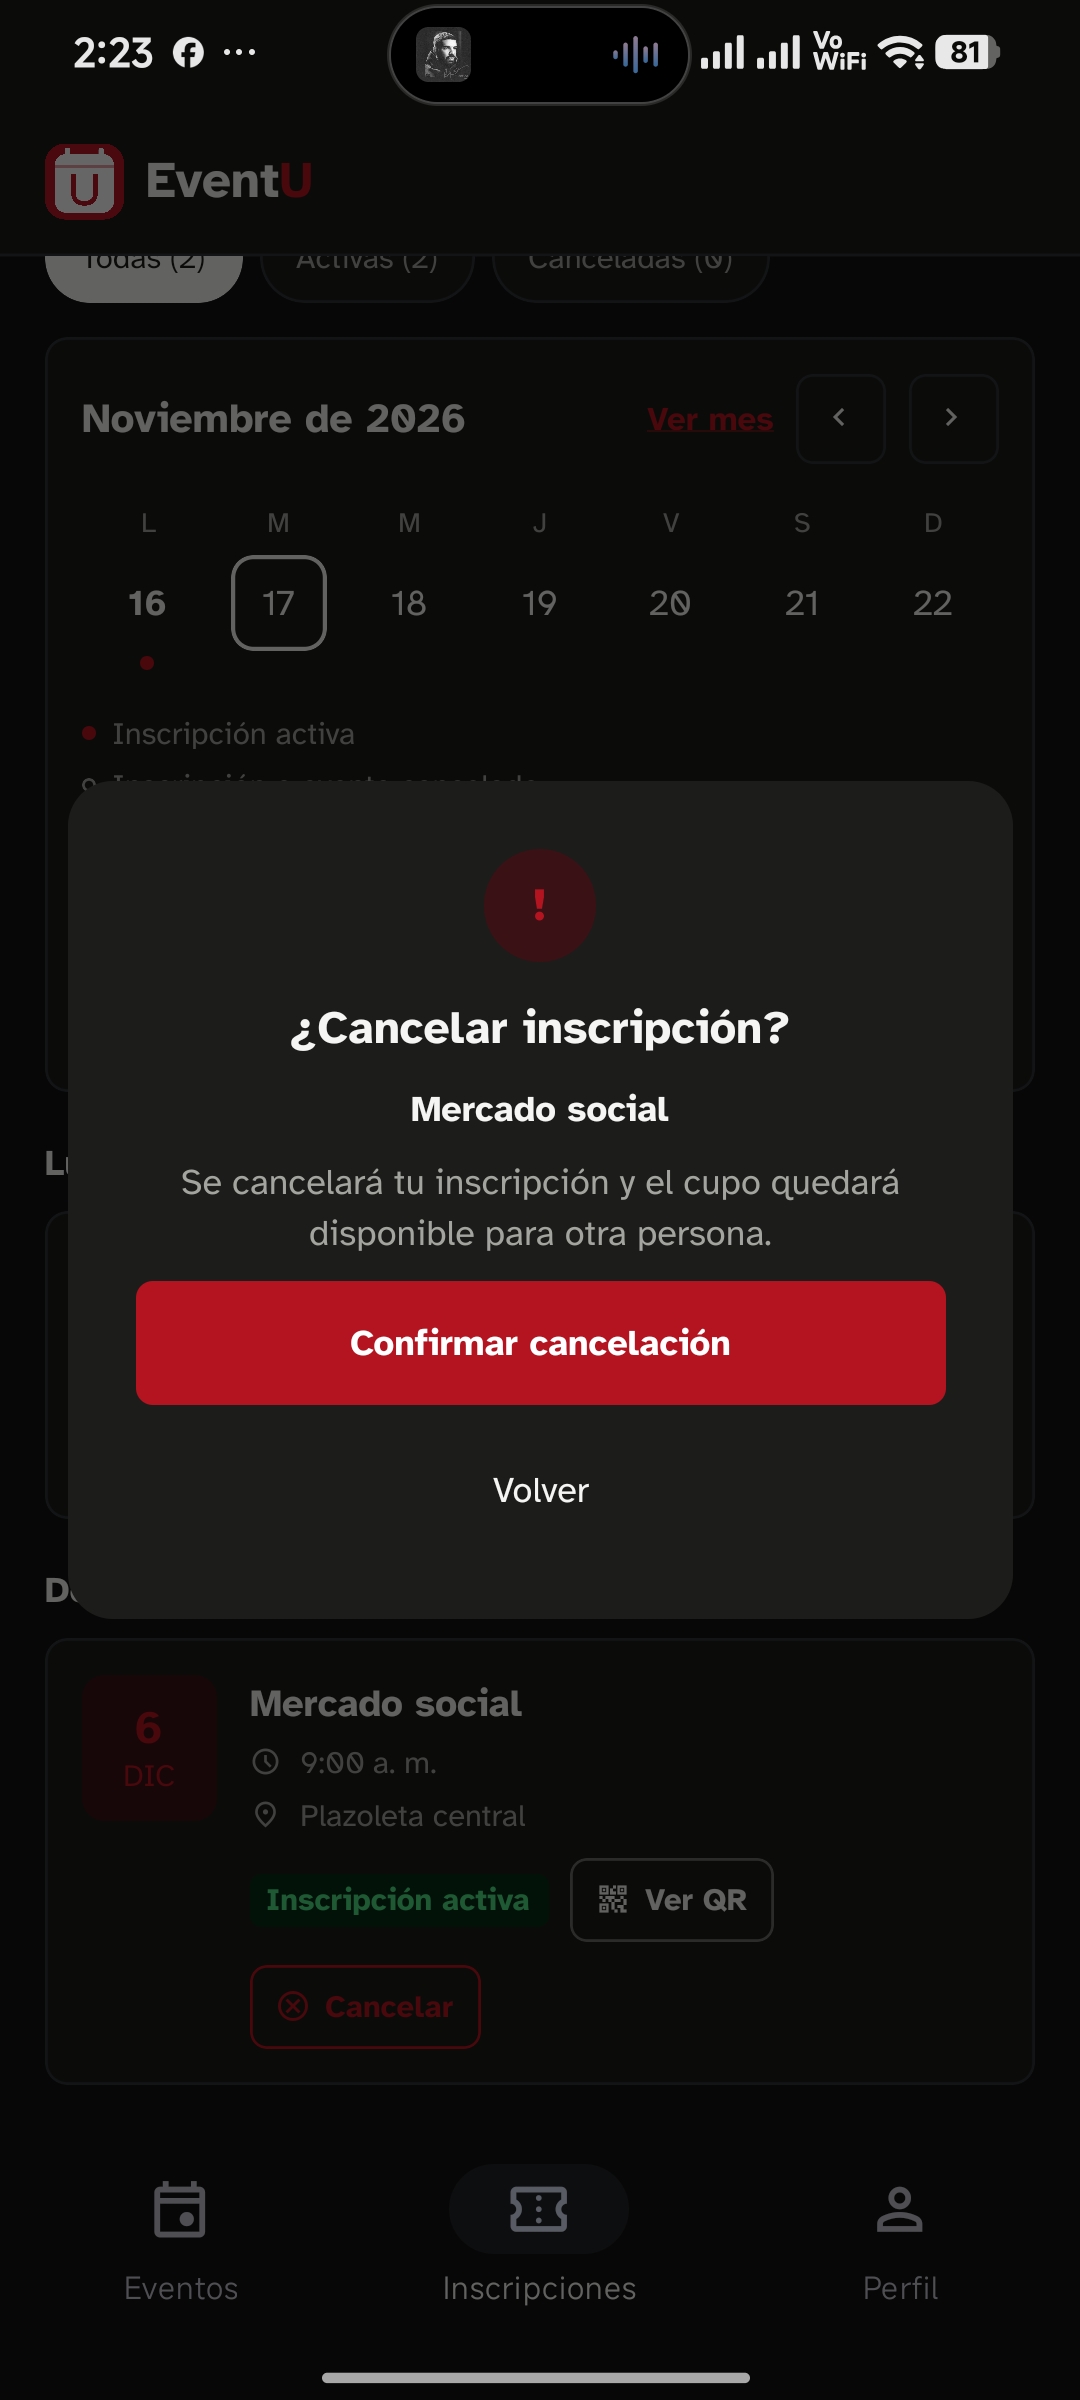 2:23
Vo
WiFi
81
EventU
Todas (2)
Activas (2)
Canceladas (0)
Noviembre de 2026
Ver mes
L M M J V S D
16 17 18 19 20 21 22
Inscripción activa
Inscripción o evento cancelado
!
¿Cancelar inscripción?
Mercado social
Se cancelará tu inscripción y el cupo quedará
disponible para otra persona.
Confirmar cancelación
Volver
6
DIC
Mercado social
9:00 a. m.
Plazoleta central
Inscripción activa
Ver QR
Cancelar
Eventos
Inscripciones
Perfil